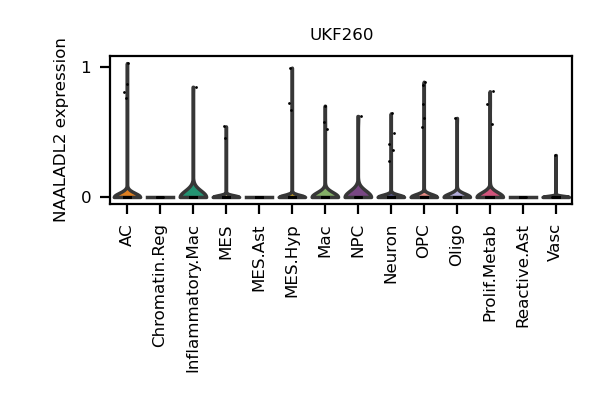 UKF260
NAALADL2 expression
1
0
AC
Chromatin.Reg
Inflammatory.Mac
MES
MES.Ast
MES.Hyp
Mac
NPC
Neuron
OPC
Oligo
Prolif.Metab
Reactive.Ast
Vasc